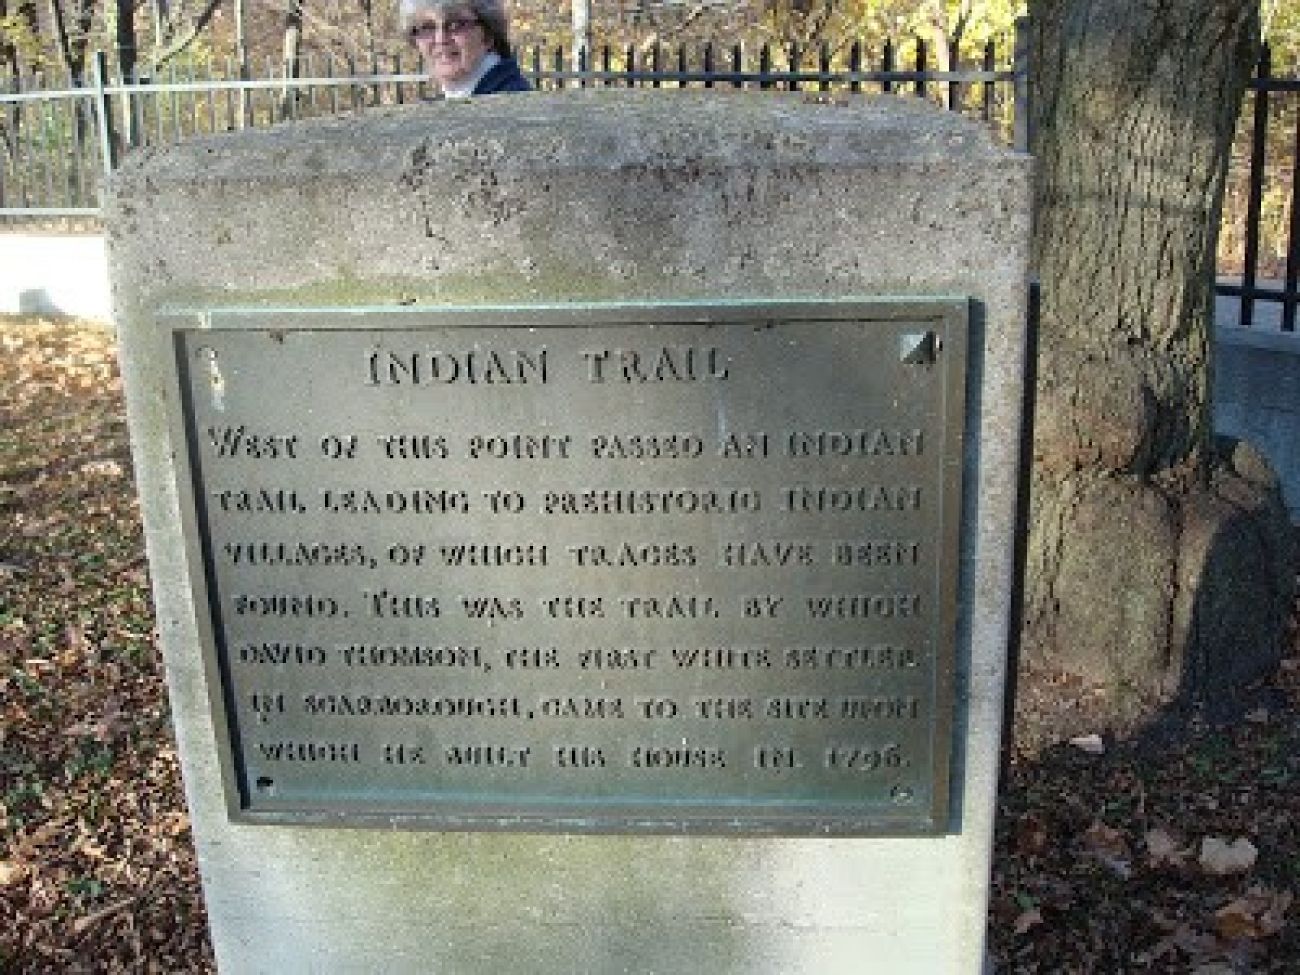 INDIAN TRAIL
WEST OF THIS POINT PASSED AN INDIAN
TRAIL LEADING TO PREHISTORIC INDIAN
VILLAGES, OF WHICH TRACES HAVE BEEN
FOUND. THIS WAS THE TRAIL BY WHICH
DAVID THOMSON, THE FIRST WHITE SETTLER
IN SCARBOROUGH, CAME TO THE SITE UPON
WHICH HE BUILT HIS HOUSE IN 1796.